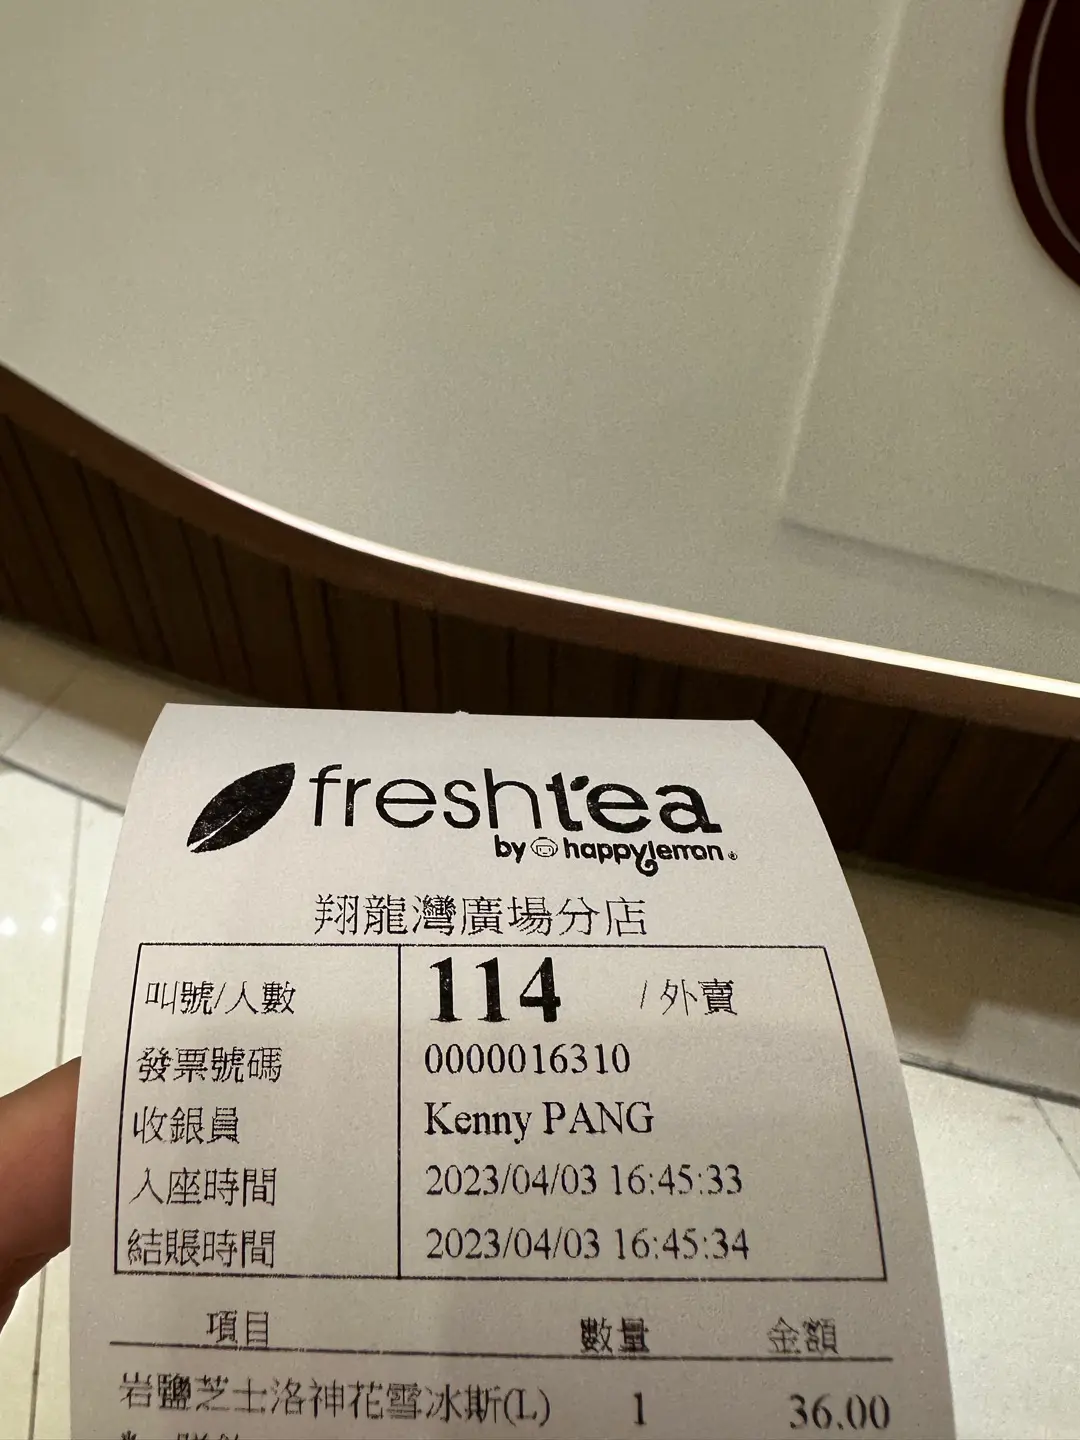 freshtea
by happylemon
翔龍灣廣場分店
叫號/人數 114 / 外賣
發票號碼 0000016310
收銀員 Kenny PANG
入座時間 2023/04/03 16:45:33
結賬時間 2023/04/03 16:45:34
項目 數量 金額
岩鹽芝士洛神花雪冰斯(L) 1 36.00